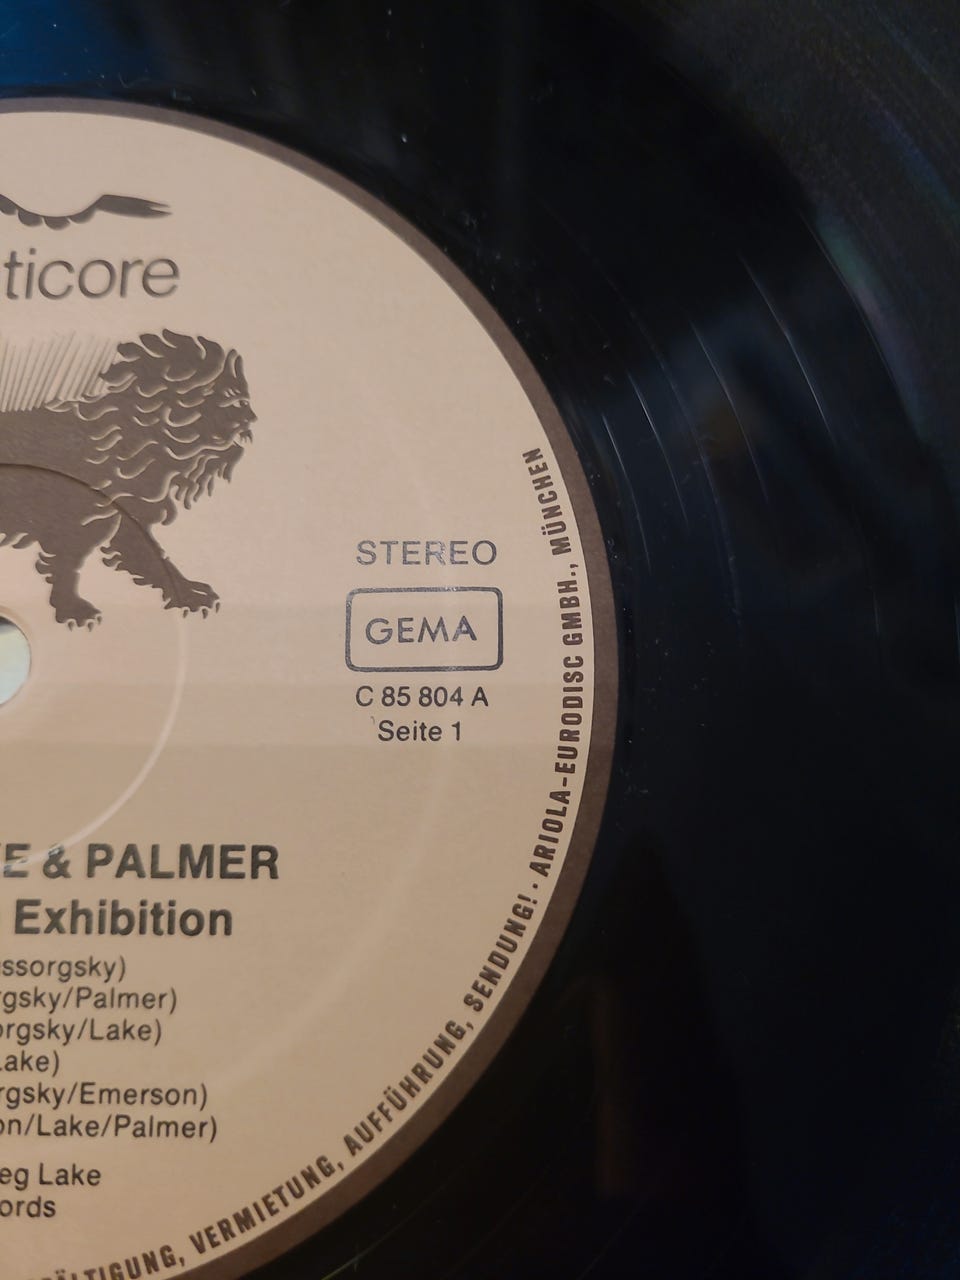 ticore
STEREO
GEMA
C 85 804 A
Seite 1
E & PALMER
Exhibition
ssorgsky)
rgsky/Palmer)
orgsky/Lake)
Lake)
rgsky/Emerson)
on/Lake/Palmer)
eg Lake
ords
ÄLTIGUNG, VERMIETUNG, AUFFÜHRUNG, SENDUNG! · ARIOLA-EURODISC GMBH., MÜNCHEN